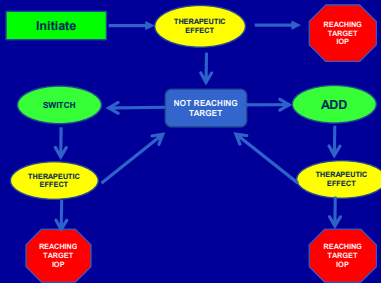 Initiate
THERAPEUTIC
EFFECT
REACHING
TARGET
IOP
SWITCH
NOT REACHING
TARGET
ADD
THERAPEUTIC
EFFECT
THERAPEUTIC
EFFECT
REACHING
TARGET
IOP
REACHING
TARGET
IOP